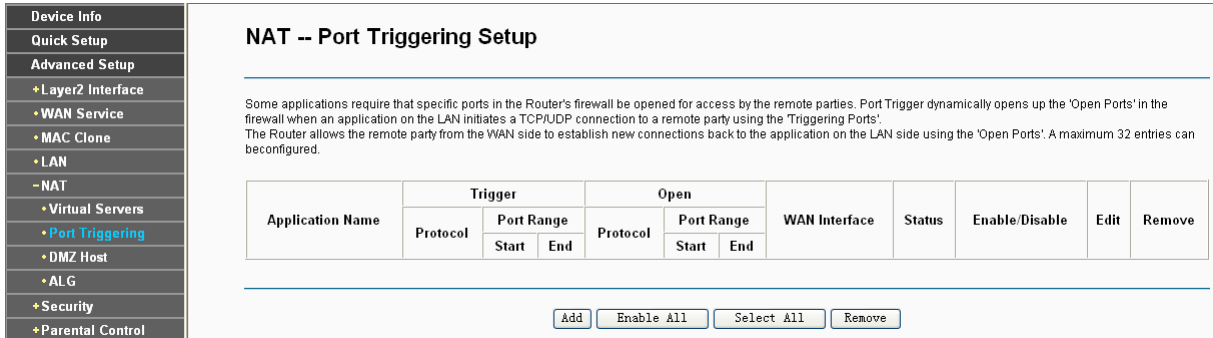 Device Info
Quick Setup
Advanced Setup
+Layer2 Interface
•WAN Service
•MAC Clone
•LAN
−NAT
•Virtual Servers
•Port Triggering
•DMZ Host
•ALG
+Security
+Parental Control
NAT -- Port Triggering Setup
Some applications require that specific ports in the Router's firewall be opened for access by the remote parties. Port Trigger dynamically opens up the 'Open Ports' in the
firewall when an application on the LAN initiates a TCP/UDP connection to a remote party using the 'Triggering Ports'.
The Router allows the remote party from the WAN side to establish new connections back to the application on the LAN side using the 'Open Ports'. A maximum 32 entries can
beconfigured.
Application Name Trigger Open WAN Interface Status Enable/Disable Edit Remove
Protocol Port Range Protocol Port Range
Start End Start End
Add Enable All Select All Remove